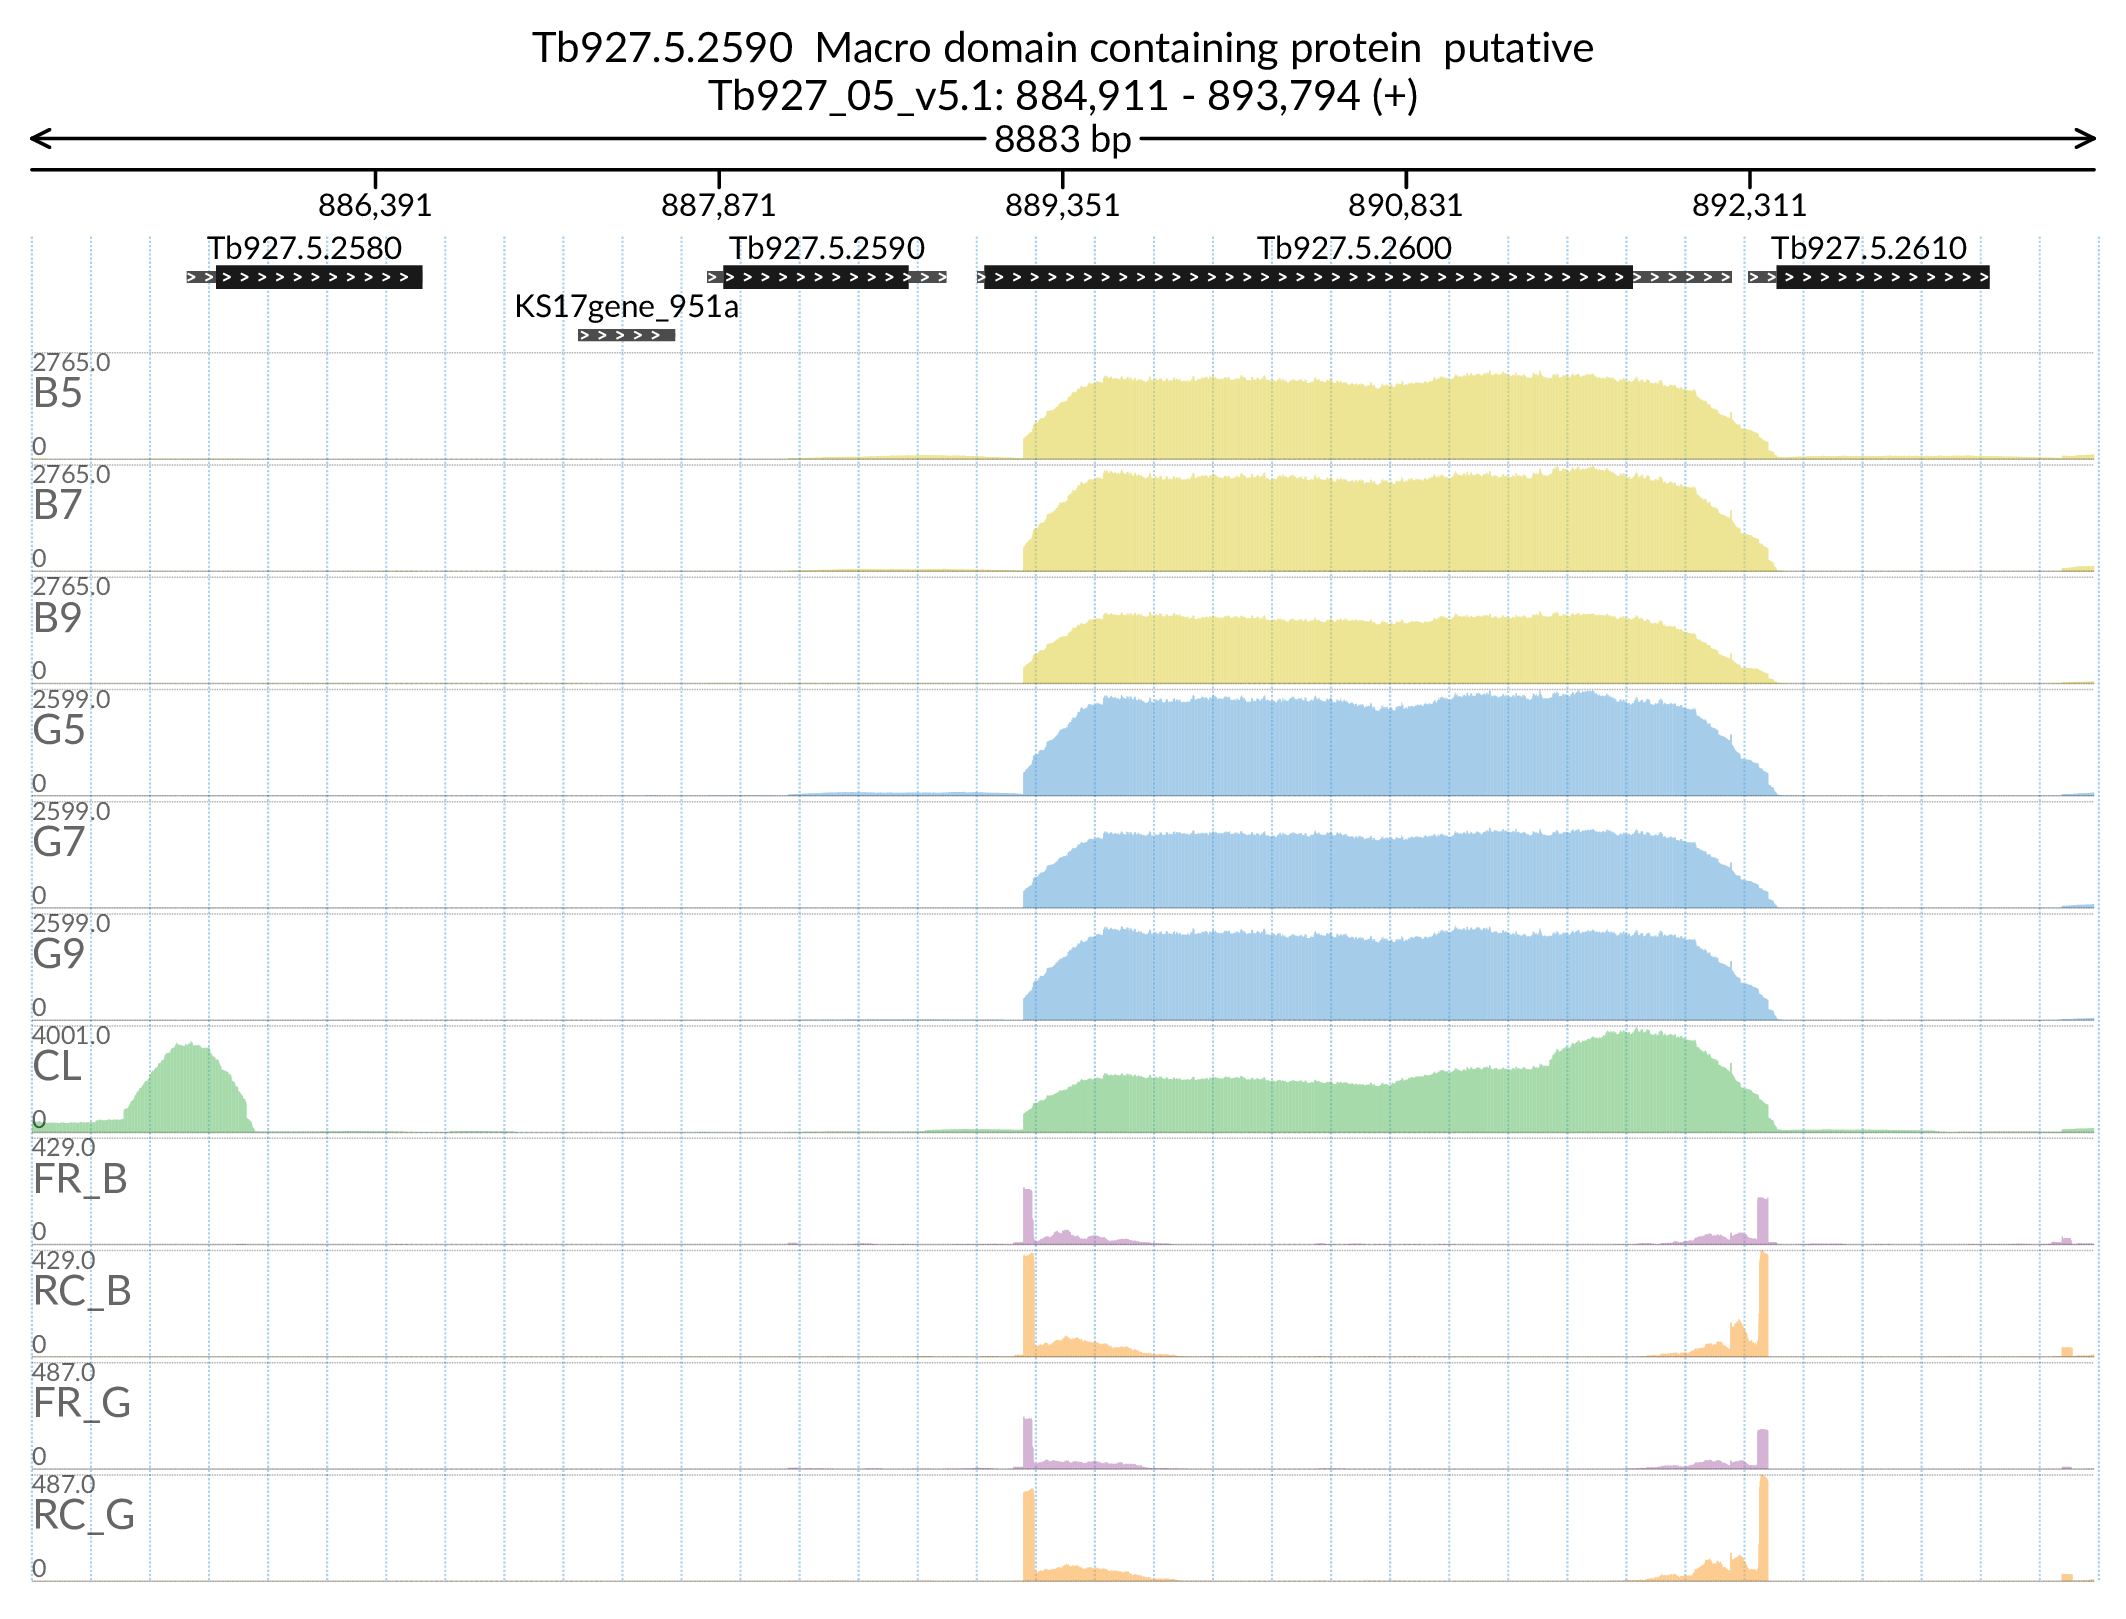 Tb927.5.2590  Macro domain containing protein  putative
Tb927_05_v5.1: 884,911 - 893,794 (+)
8883 bp
886,391 887,871 889,351 890,831 892,311
Tb927.5.2580 Tb927.5.2590 Tb927.5.2600 Tb927.5.2610
KS17gene_951a
2765.0
B5
0
2765.0
B7
0
2765.0
B9
0
2599.0
G5
0
2599.0
G7
0
2599.0
G9
0
4001.0
CL
0
429.0
FR_B
0
429.0
RC_B
0
487.0
FR_G
0
487.0
RC_G
0